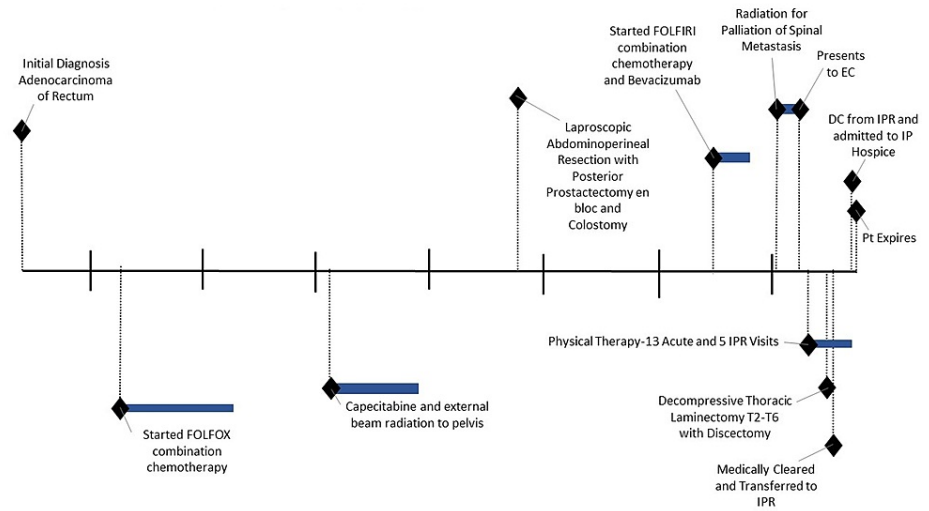 Initial Diagnosis
Adenocarcinoma
of Rectum
Laproscopic
Abdominoperineal
Resection with
Posterior
Prostactectomy en
bloc and
Colostomy
Started FOLFIRI
combination
chemotherapy
and Bevacizumab
Radiation for
Palliation of Spinal
Metastasis
Presents
to EC
DC from IPR and
admitted to IP
Hospice
Pt Expires
Started FOLFOX
combination
chemotherapy
Capecitabine and external
beam radiation to pelvis
Physical Therapy-13 Acute and 5 IPR Visits
Decompressive Thoracic
Laminectomy T2-T6
with Discectomy
Medically Cleared
and Transferred to
IPR